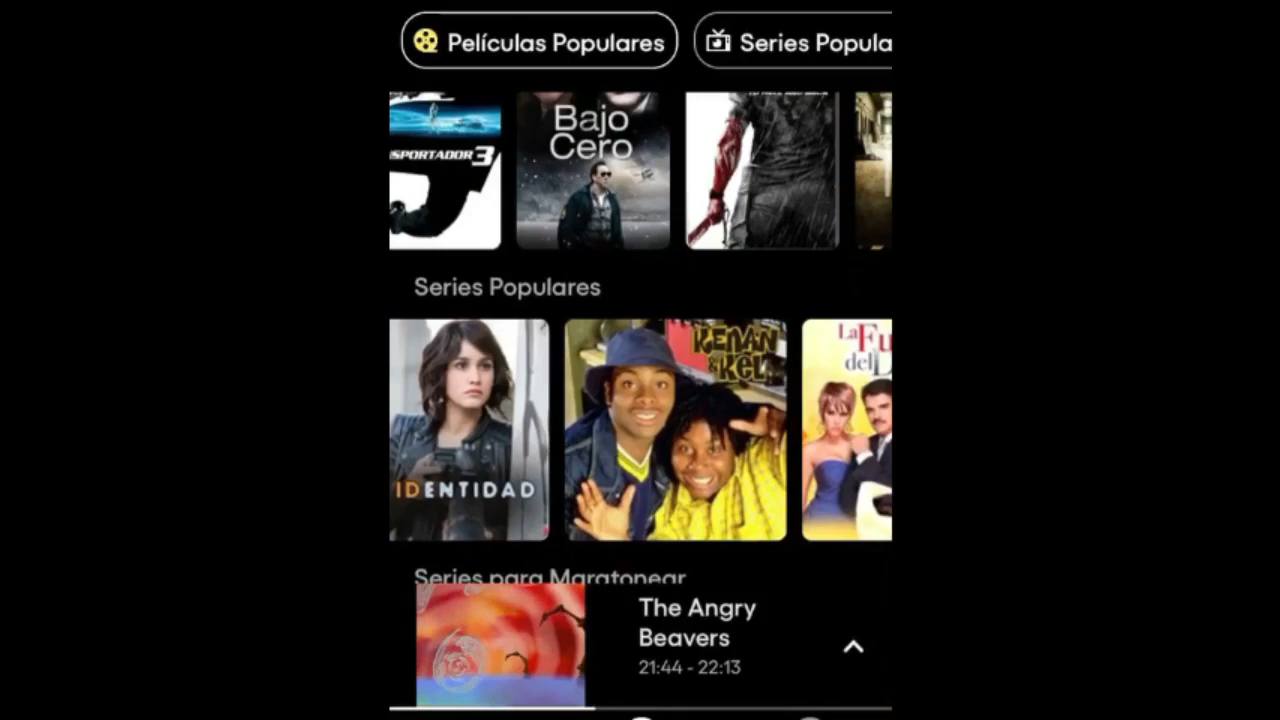 Películas Populares
Series Popula
SPORTADOR 3
Bajo
Cero
Series Populares
IDENTIDAD
KENAN
& KEL
La Fu
del
Series para Maratonear
The Angry
Beavers
21:44 - 22:13